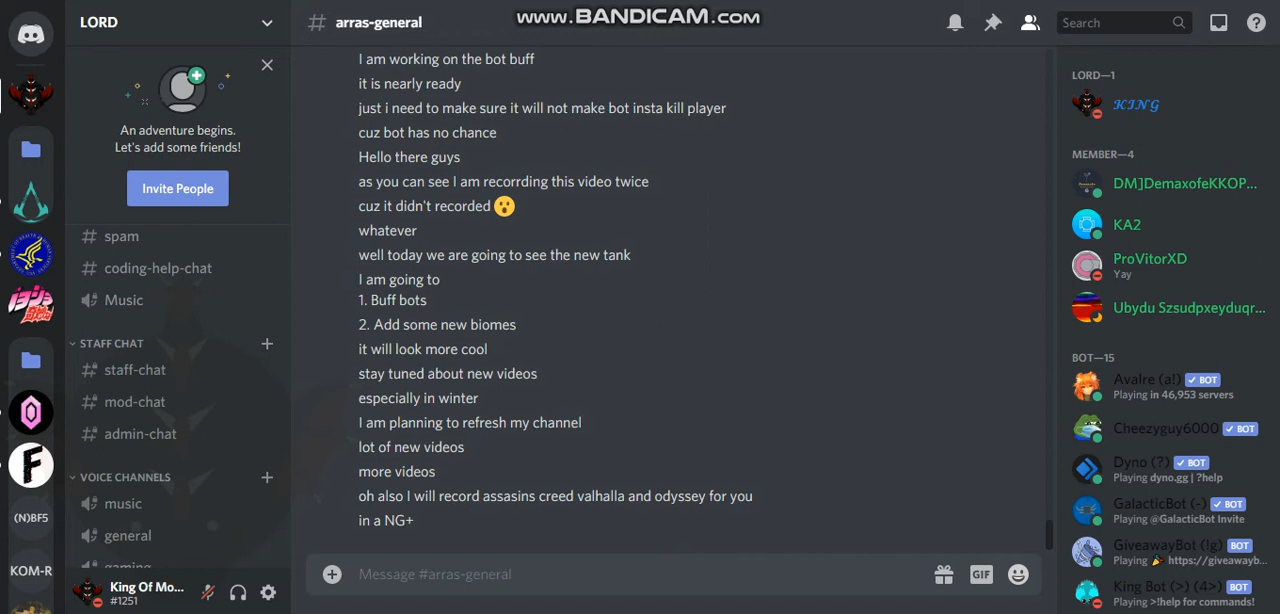 www.BANDICAM.com
LORD
# arras-general
Search
An adventure begins.
Let's add some friends!
Invite People
# spam
# coding-help-chat
Music
STAFF CHAT
# staff-chat
# mod-chat
# admin-chat
VOICE CHANNELS
music
general
gaming
(N)BF5
KOM-R
King Of Mo...
#1251
I am working on the bot buff
it is nearly ready
just i need to make sure it will not make bot insta kill player
cuz bot has no chance
Hello there guys
as you can see I am recorrding this video twice
cuz it didn't recorded 😮
whatever
well today we are going to see the new tank
I am going to
1. Buff bots
2. Add some new biomes
it will look more cool
stay tuned about new videos
especially in winter
I am planning to refresh my channel
lot of new videos
more videos
oh also I will record assasins creed valhalla and odyssey for you
in a NG+
Message #arras-general
GIF
LORD—1
𝓚𝓘𝓝𝓖
MEMBER—4
DM]DemaxofeKKOP...
KA2
ProVitorXD
Yay
Ubydu Szsudpxeyduqr...
BOT—15
Avalre (a!) ✓ BOT
Playing in 46,953 servers
Cheezyguy6000 ✓ BOT
Dyno (?) ✓ BOT
Playing dyno.gg | ?help
GalacticBot (-) ✓ BOT
Playing @GalacticBot Invite
GiveawayBot (!g) BOT
Playing 🎉 https://giveawayb...
King Bot (>) (4>) BOT
Playing >!help for commands!